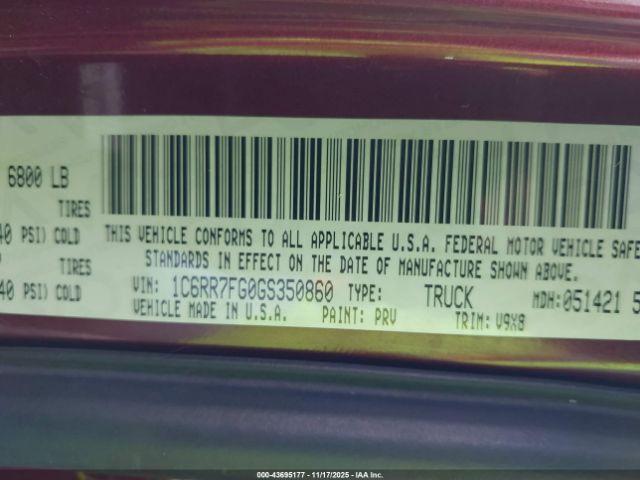 6800 LB
TIRES
40 PSI) COLD
THIS VEHICLE CONFORMS TO ALL APPLICABLE U.S.A. FEDERAL MOTOR VEHICLE SAFE
STANDARDS IN EFFECT ON THE DATE OF MANUFACTURE SHOWN ABOVE.
TIRES
40 PSI) COLD
VIN: 1C6RR7FG0GS350860 TYPE: TRUCK MDH:051421 5
VEHICLE MADE IN U.S.A. PAINT: PRV TRIM: V9X8
000-43695177 - 11/17/2025 - IAA Inc.